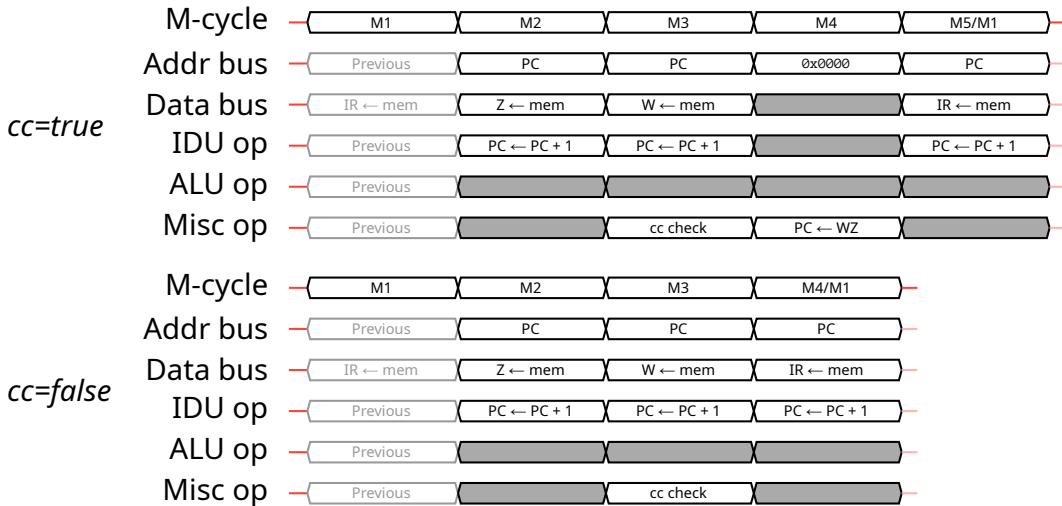 M-cycle M1 M2 M3 M4 M5/M1
Addr bus Previous PC PC 0x0000 PC
Data bus IR ← mem Z ← mem W ← mem IR ← mem
cc=true
IDU op Previous PC ← PC + 1 PC ← PC + 1 PC ← PC + 1
ALU op Previous
Misc op Previous cc check PC ← WZ
M-cycle M1 M2 M3 M4/M1
Addr bus Previous PC PC PC
Data bus IR ← mem Z ← mem W ← mem IR ← mem
cc=false
IDU op Previous PC ← PC + 1 PC ← PC + 1 PC ← PC + 1
ALU op Previous
Misc op Previous cc check